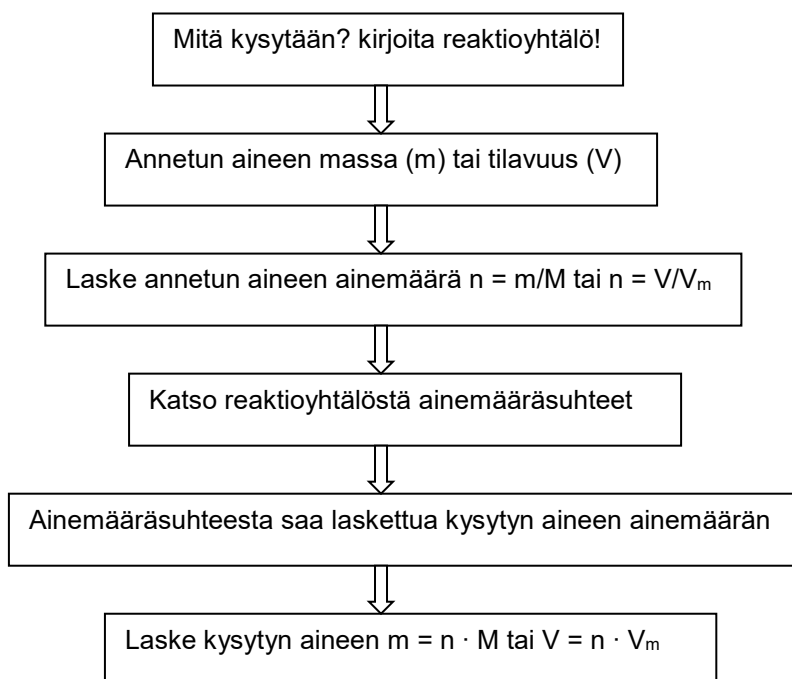 Mitä kysytään? kirjoita reaktioyhtälö!
Annetun aineen massa (m) tai tilavuus (V)
Laske annetun aineen ainemäärä n = m/M tai n = V/Vₘ
Katso reaktioyhtälöstä ainemääräsuhteet
Ainemääräsuhteesta saa laskettua kysytyn aineen ainemäärän
Laske kysytyn aineen m = n · M tai V = n · Vₘ